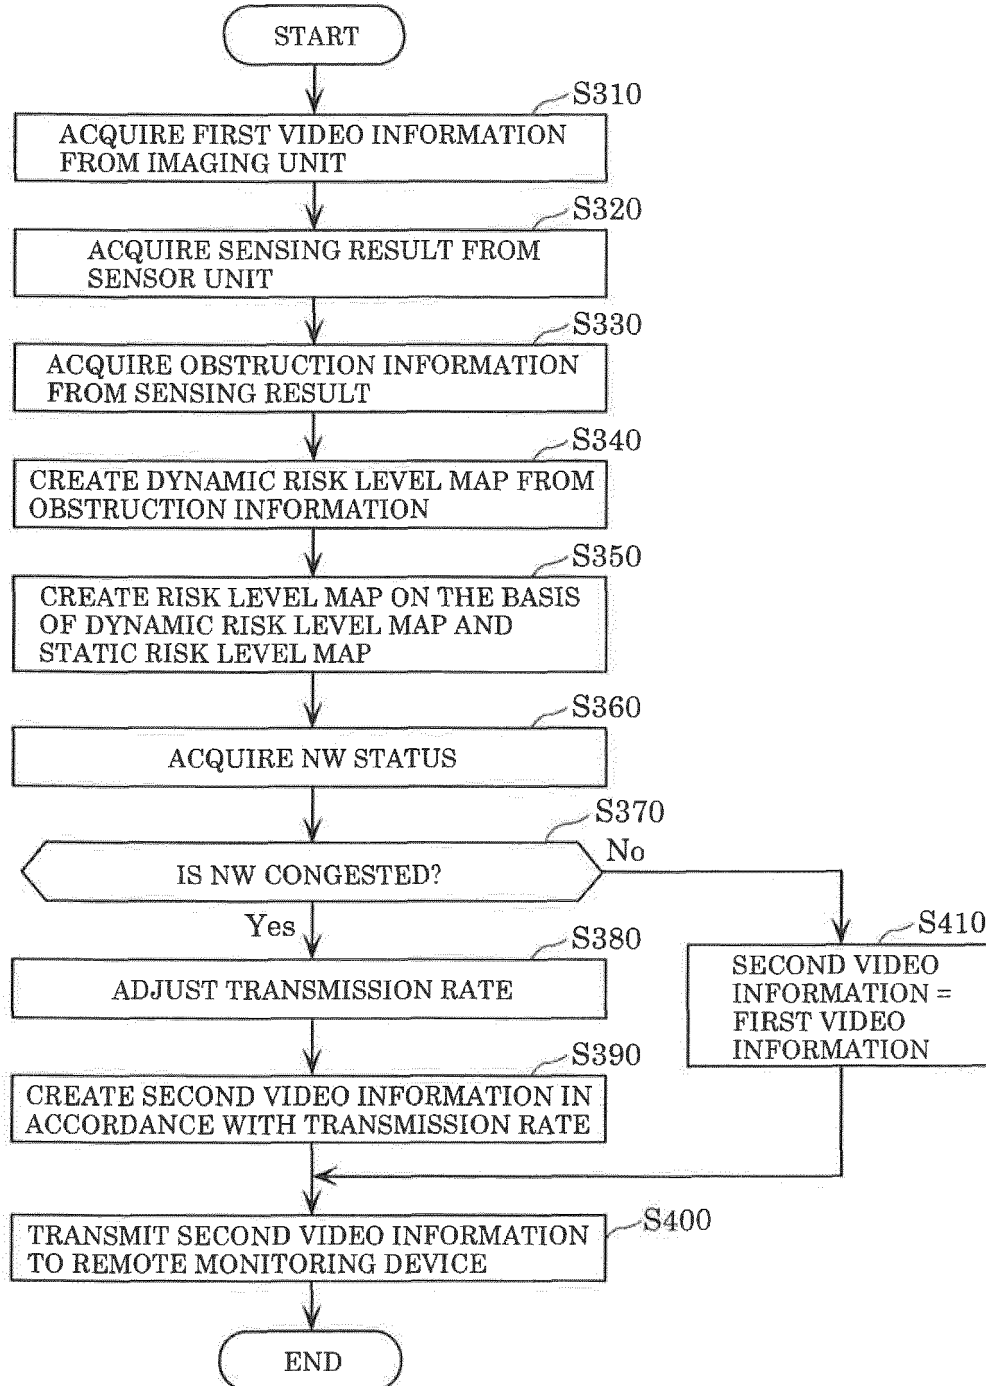 START
S310
ACQUIRE FIRST VIDEO INFORMATION
FROM IMAGING UNIT
S320
ACQUIRE SENSING RESULT FROM
SENSOR UNIT
S330
ACQUIRE OBSTRUCTION INFORMATION
FROM SENSING RESULT
S340
CREATE DYNAMIC RISK LEVEL MAP FROM
OBSTRUCTION INFORMATION
S350
CREATE RISK LEVEL MAP ON THE BASIS
OF DYNAMIC RISK LEVEL MAP AND
STATIC RISK LEVEL MAP
S360
ACQUIRE NW STATUS
S370
IS NW CONGESTED?
No
Yes
S380
ADJUST TRANSMISSION RATE
S410
SECOND VIDEO
INFORMATION =
FIRST VIDEO
INFORMATION
S390
CREATE SECOND VIDEO INFORMATION IN
ACCORDANCE WITH TRANSMISSION RATE
S400
TRANSMIT SECOND VIDEO INFORMATION
TO REMOTE MONITORING DEVICE
END